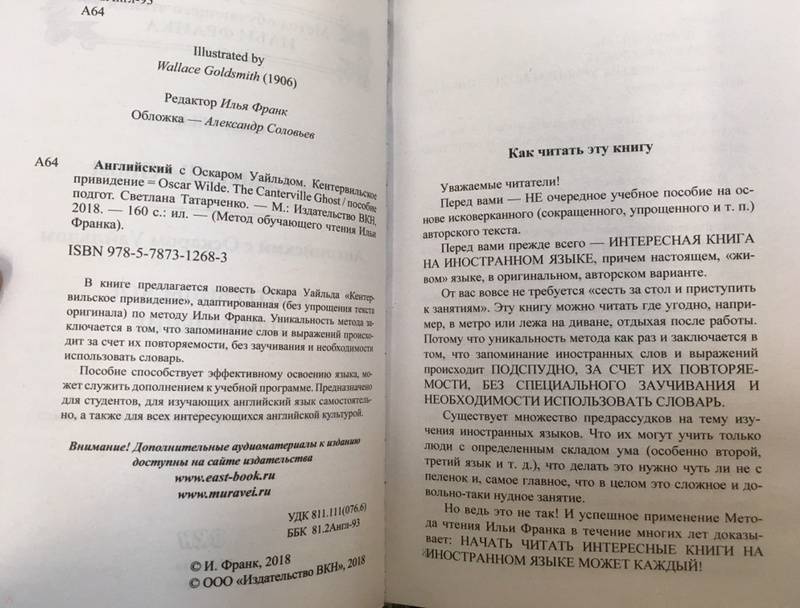 А64
Illustrated by
Wallace Goldsmith (1906)
Редактор Илья Франк
Обложка — Александр Соловьев
А64
Английский с Оскаром Уайльдом. Кентервильское
привидение = Oscar Wilde. The Canterville Ghost / пособие
подгот. Светлана Татарченко. — М.: Издательство ВКН,
2018. — 160 с.: ил. — (Метод обучающего чтения Ильи
Франка).
ISBN 978-5-7873-1268-3
В книге предлагается повесть Оскара Уайльда «Кентер-
вильское привидение», адаптированная (без упрощения текста
оригинала) по методу Ильи Франка. Уникальность метода за-
ключается в том, что запоминание слов и выражений происхо-
дит за счет их повторяемости, без заучивания и необходимости
использовать словарь.
Пособие способствует эффективному освоению языка, мо-
жет служить дополнением к учебной программе. Предназначено
для студентов, для изучающих английский язык самостоятель-
но, а также для всех интересующихся английской культурой.
Внимание! Дополнительные аудиоматериалы к изданию
доступны на сайте издательства
www.east-book.ru
www.muravei.ru
УДК 811.111(076.6)
ББК 81.2Англ-93
© И. Франк, 2018
© ООО «Издательство ВКН», 2018
Как читать эту книгу
Уважаемые читатели!
Перед вами — НЕ очередное учебное пособие на ос-
нове исковерканного (сокращенного, упрощенного и т. п.)
авторского текста.
Перед вами прежде всего — ИНТЕРЕСНАЯ КНИГА
НА ИНОСТРАННОМ ЯЗЫКЕ, причем настоящем, «жи-
вом» языке, в оригинальном, авторском варианте.
От вас вовсе не требуется «сесть за стол и приступить
к занятиям». Эту книгу можно читать где угодно, напри-
мер, в метро или лежа на диване, отдыхая после работы.
Потому что уникальность метода как раз и заключается в
том, что запоминание иностранных слов и выражений
происходит ПОДСПУДНО, ЗА СЧЕТ ИХ ПОВТОРЯЕ-
МОСТИ, БЕЗ СПЕЦИАЛЬНОГО ЗАУЧИВАНИЯ И
НЕОБХОДИМОСТИ ИСПОЛЬЗОВАТЬ СЛОВАРЬ.
Существует множество предрассудков на тему изу-
чения иностранных языков. Что их могут учить только
люди с определенным складом ума (особенно второй,
третий язык и т. д.), что делать это нужно чуть ли не с
пеленок и, самое главное, что в целом это сложное и до-
вольно-таки нудное занятие.
Но ведь это не так! И успешное применение Мето-
да чтения Ильи Франка в течение многих лет доказы-
вает: НАЧАТЬ ЧИТАТЬ ИНТЕРЕСНЫЕ КНИГИ НА
ИНОСТРАННОМ ЯЗЫКЕ МОЖЕТ КАЖДЫЙ!